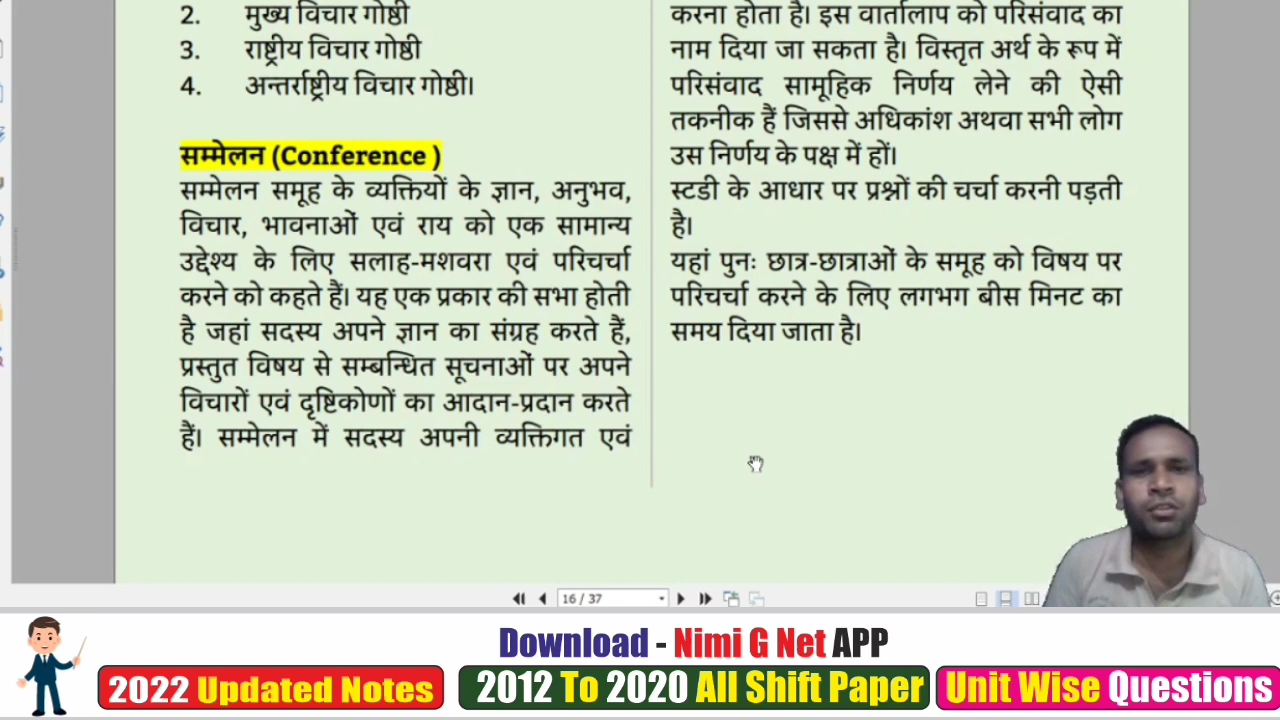 2. मुख्य विचार गोष्ठी
3. राष्ट्रीय विचार गोष्ठी
4. अन्तर्राष्ट्रीय विचार गोष्ठी।
सम्मेलन (Conference )
सम्मेलन समूह के व्यक्तियों के ज्ञान, अनुभव,
विचार, भावनाओं एवं राय को एक सामान्य
उद्देश्य के लिए सलाह-मशवरा एवं परिचर्चा
करने को कहते हैं। यह एक प्रकार की सभा होती
है जहां सदस्य अपने ज्ञान का संग्रह करते हैं,
प्रस्तुत विषय से सम्बन्धित सूचनाओं पर अपने
विचारों एवं दृष्टिकोणों का आदान-प्रदान करते
हैं। सम्मेलन में सदस्य अपनी व्यक्तिगत एवं
करना होता है। इस वार्तालाप को परिसंवाद का
नाम दिया जा सकता है। विस्तृत अर्थ के रूप में
परिसंवाद सामूहिक निर्णय लेने की ऐसी
तकनीक हैं जिससे अधिकांश अथवा सभी लोग
उस निर्णय के पक्ष में हों।
स्टडी के आधार पर प्रश्नों की चर्चा करनी पड़ती
है।
यहां पुनः छात्र-छात्राओं के समूह को विषय पर
परिचर्चा करने के लिए लगभग बीस मिनट का
समय दिया जाता है।
16 / 37
Download - Nimi G Net APP
2022 Updated Notes
2012 To 2020 All Shift Paper
Unit Wise Questions